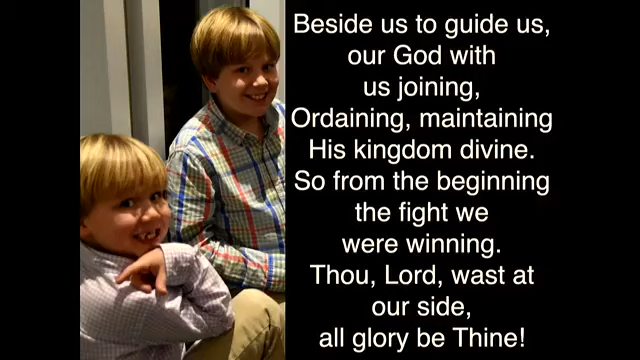 Beside us to guide us,
our God with
us joining,
Ordaining, maintaining
His kingdom divine.
So from the beginning
the fight we
were winning.
Thou, Lord, wast at
our side,
all glory be Thine!